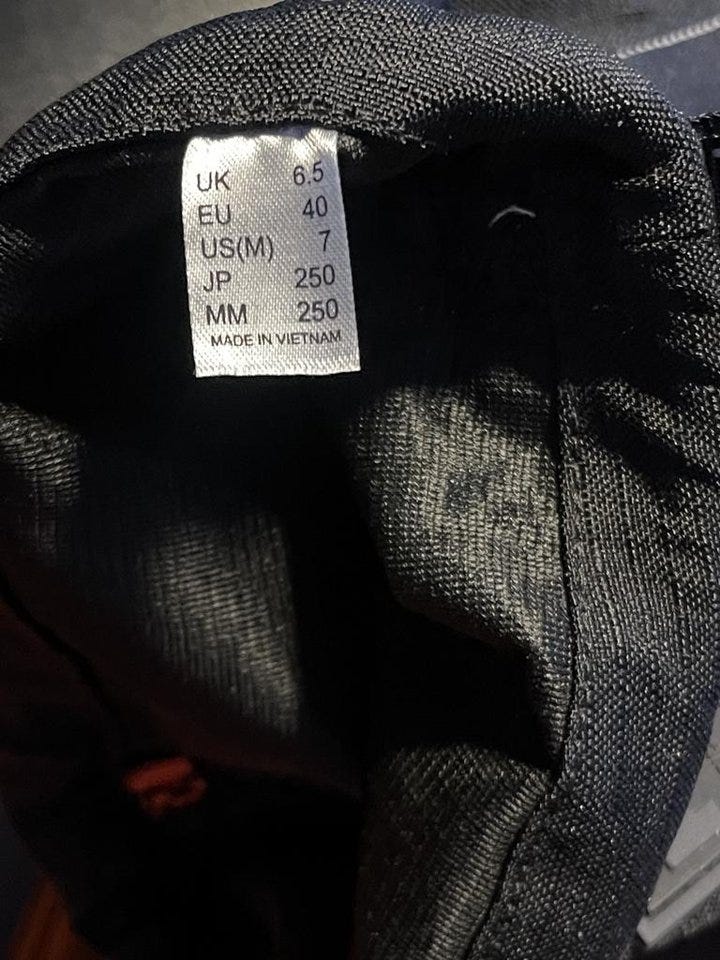 UK 6.5
EU 40
US(M) 7
JP 250
MM 250
MADE IN VIETNAM